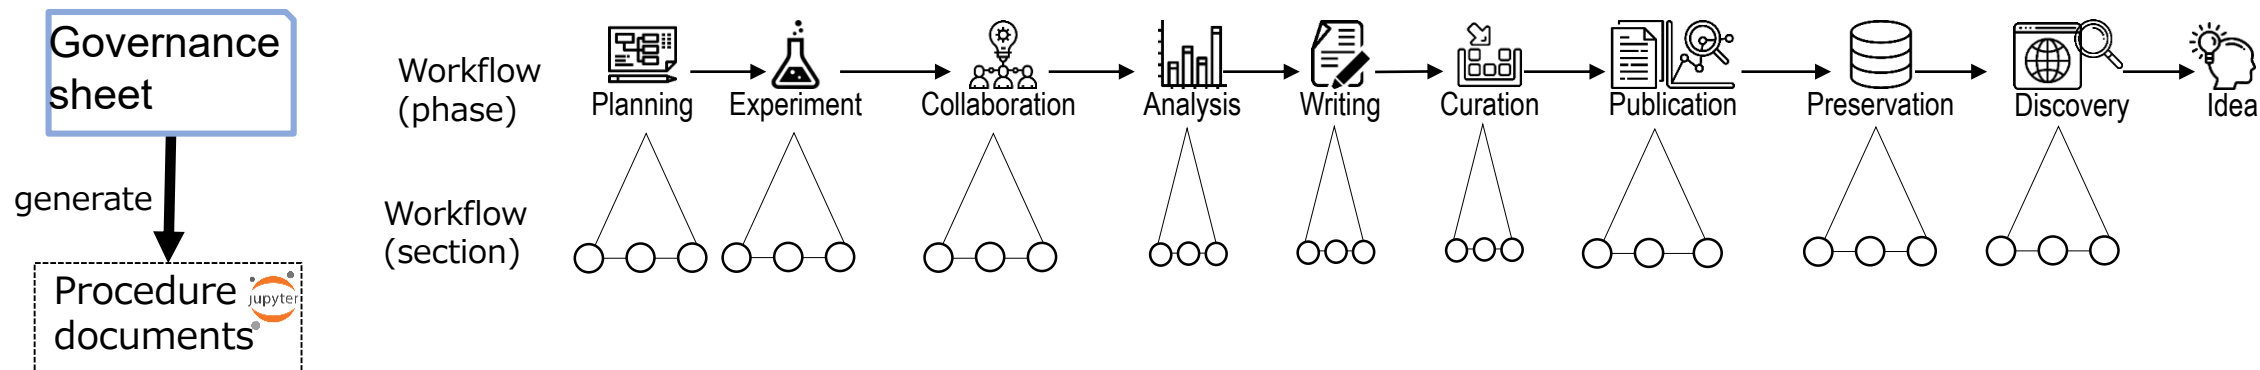 Governance
sheet
generate
Procedure
jupyter
documents
Workflow
(phase)
Planning
Experiment
Collaboration
Analysis
Writing
Curation
Publication
Preservation
Discovery
Idea
Workflow
(section)